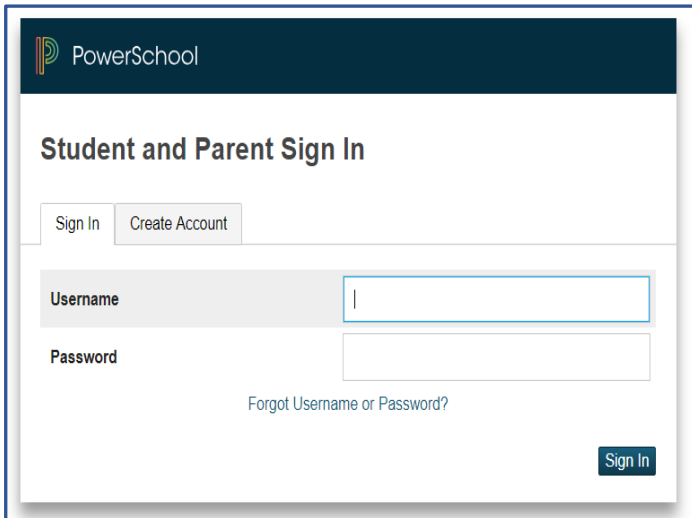 PowerSchool
Student and Parent Sign In
Sign In Create Account
Username
Password
Forgot Username or Password?
Sign In